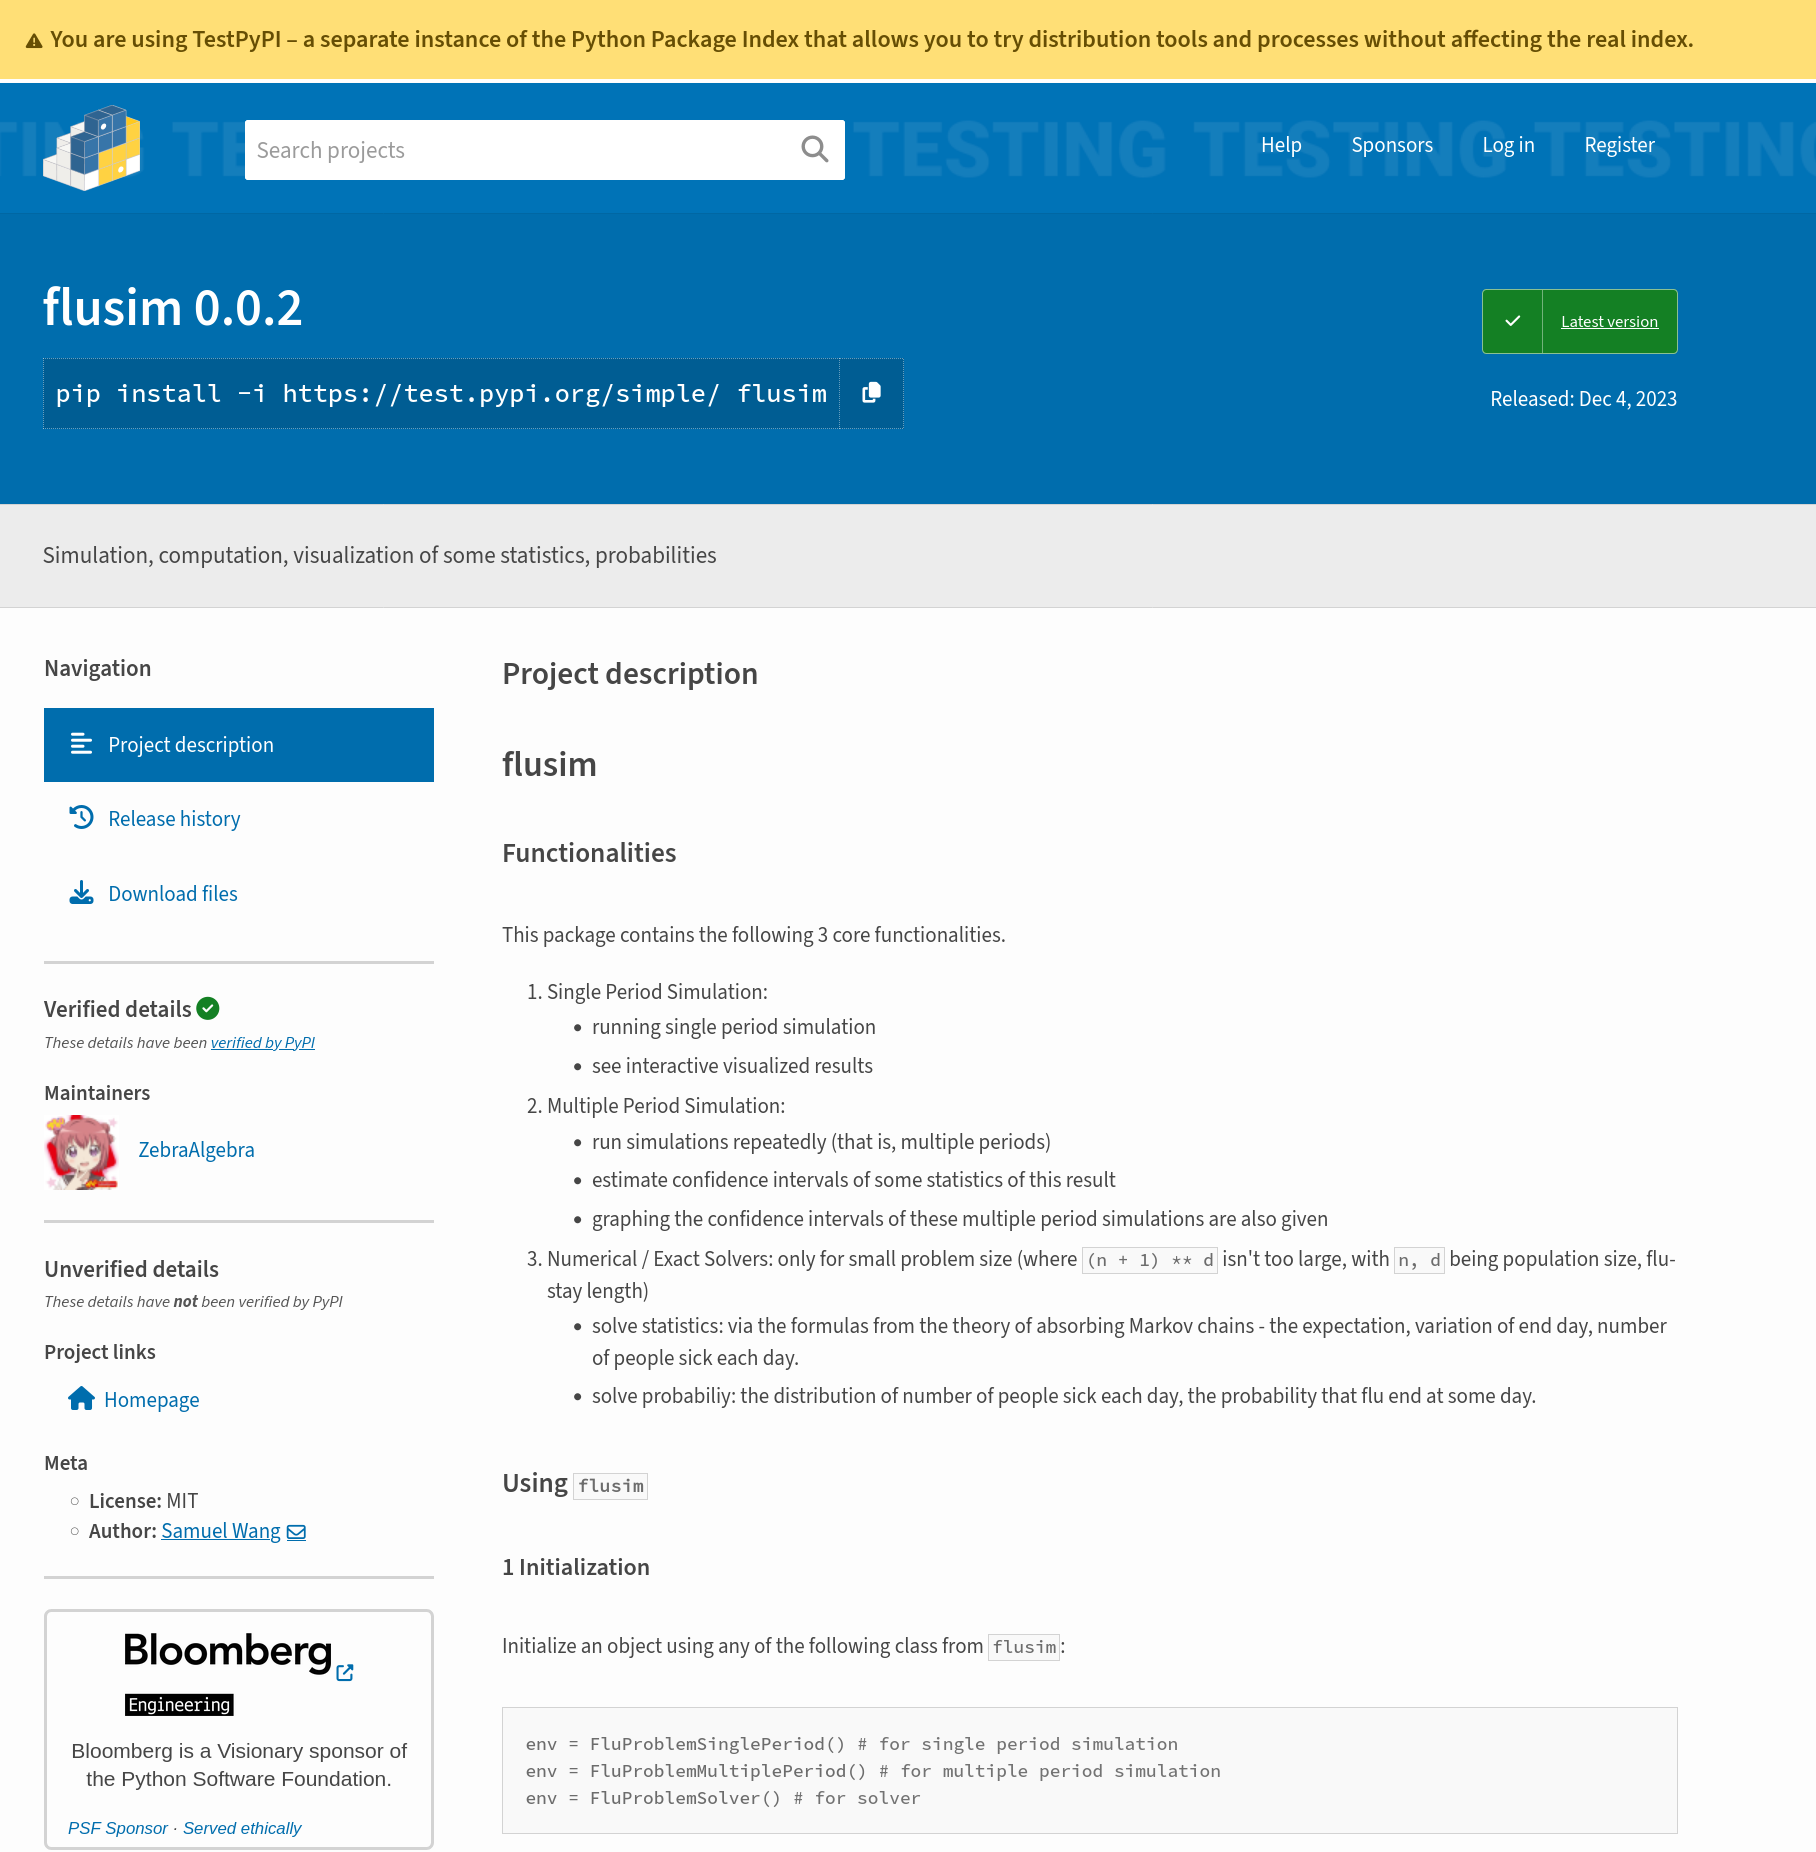 You are using TestPyPI – a separate instance of the Python Package Index that allows you to try distribution tools and processes without affecting the real index.
TESTING TESTING TESTING
Search projects
Help
Sponsors
Log in
Register
flusim 0.0.2
pip install -i https://test.pypi.org/simple/ flusim
Latest version
Released: Dec 4, 2023
Simulation, computation, visualization of some statistics, probabilities
Navigation
Project description
Release history
Download files
Verified details
These details have been verified by PyPI
Maintainers
ZebraAlgebra
Unverified details
These details have not been verified by PyPI
Project links
Homepage
Meta
License: MIT
Author: Samuel Wang
Bloomberg
Engineering
Bloomberg is a Visionary sponsor of
the Python Software Foundation.
PSF Sponsor · Served ethically
Project description
flusim
Functionalities
This package contains the following 3 core functionalities.
1. Single Period Simulation:
• running single period simulation
• see interactive visualized results
2. Multiple Period Simulation:
• run simulations repeatedly (that is, multiple periods)
• estimate confidence intervals of some statistics of this result
• graphing the confidence intervals of these multiple period simulations are also given
3. Numerical / Exact Solvers: only for small problem size (where (n + 1) ** d isn't too large, with n, d being population size, flu-
stay length)
• solve statistics: via the formulas from the theory of absorbing Markov chains - the expectation, variation of end day, number
of people sick each day.
• solve probabiliy: the distribution of number of people sick each day, the probability that flu end at some day.
Using flusim
1 Initialization
Initialize an object using any of the following class from flusim:
env = FluProblemSinglePeriod() # for single period simulation
env = FluProblemMultiplePeriod() # for multiple period simulation
env = FluProblemSolver() # for solver